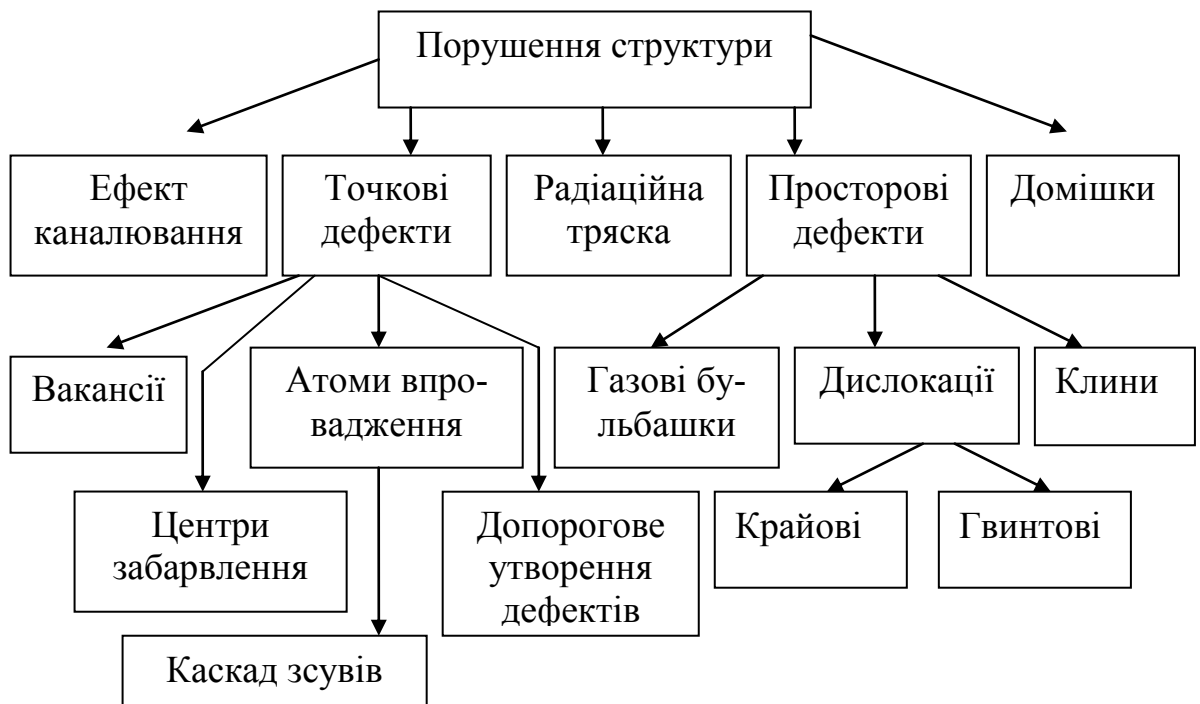 Порушення структури
Ефект
каналювання
Точкові
дефекти
Радіаційна
тряска
Просторові
дефекти
Домішки
Вакансії
Атоми впро-
вадження
Газові бу-
льбашки
Дислокації
Клини
Центри
забарвлення
Допорогове
утворення
дефектів
Крайові
Гвинтові
Каскад зсувів